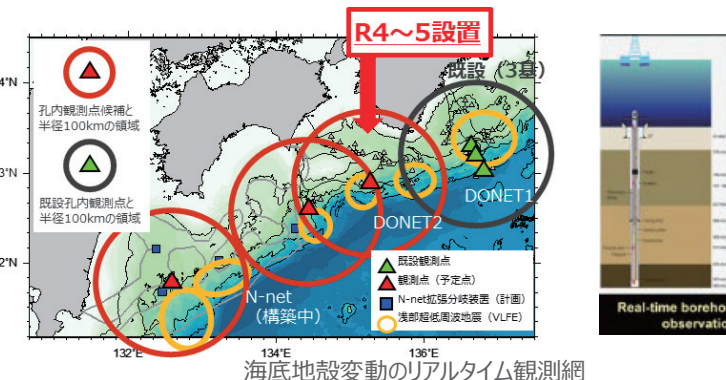 R4～5設置
既設（3基）
孔内観測点候補と
半径100kmの領域
既設孔内観測点と
半径100kmの領域
4°N
3°N
2°N
DONET1
DONET2
N-net
（構築中）
既設観測点
観測点（予定点）
N-net拡張分岐装置（計画）
浅部超低周波地震（VLFE）
132°E
134°E
136°E
海底地殻変動のリアルタイム観測網
Real-time boreho
observatio